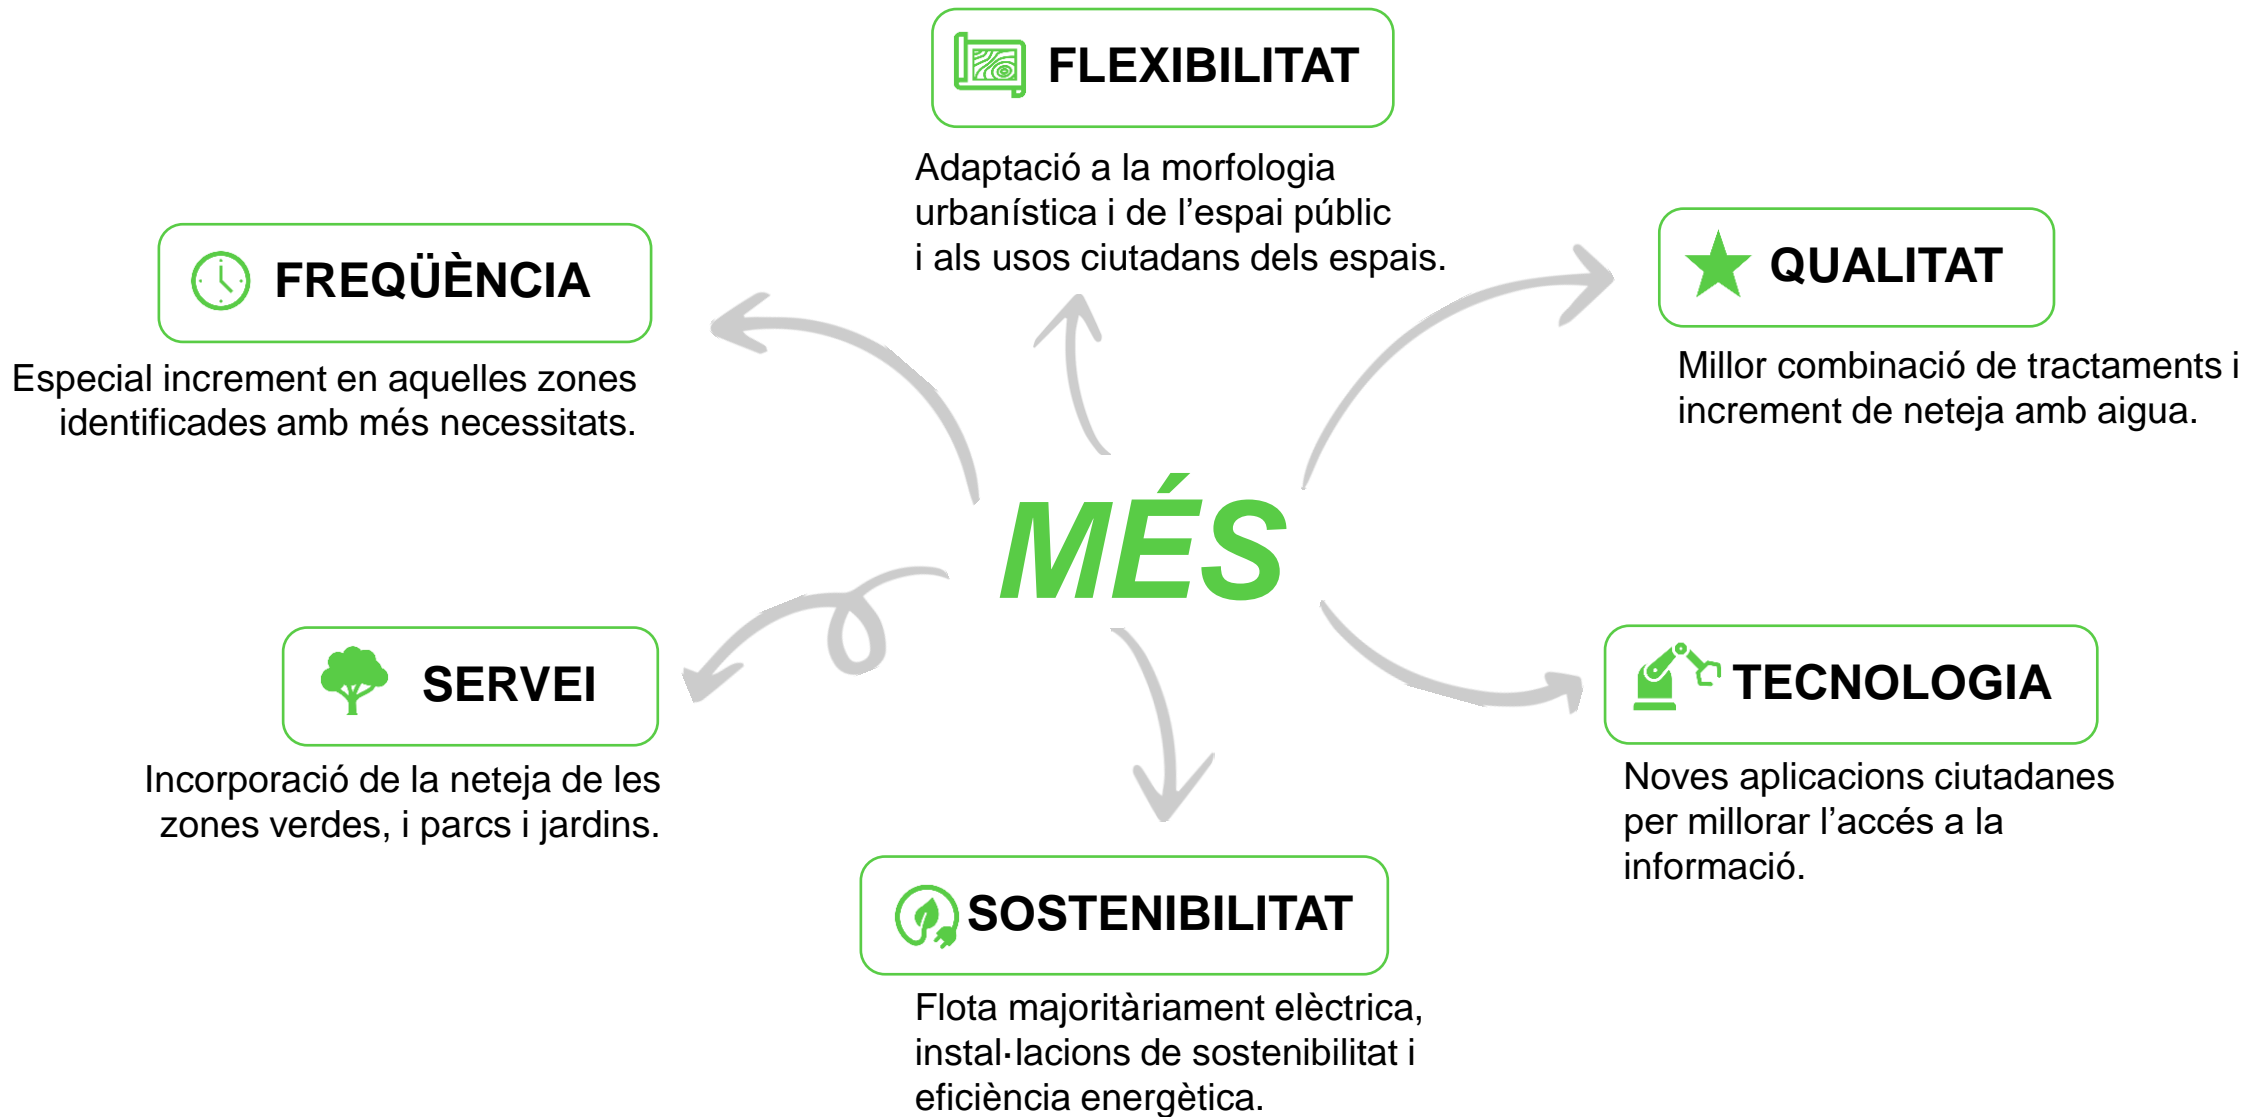 FLEXIBILITAT
Adaptació a la morfologia
urbanística i de l’espai públic
i als usos ciutadans dels espais.
FREQÜÈNCIA
Especial increment en aquelles zones
identificades amb més necessitats.
QUALITAT
Millor combinació de tractaments i
increment de neteja amb aigua.
MÉS
SERVEI
Incorporació de la neteja de les
zones verdes, i parcs i jardins.
TECNOLOGIA
Noves aplicacions ciutadanes
per millorar l’accés a la
informació.
SOSTENIBILITAT
Flota majoritàriament elèctrica,
instal·lacions de sostenibilitat i
eficiència energètica.